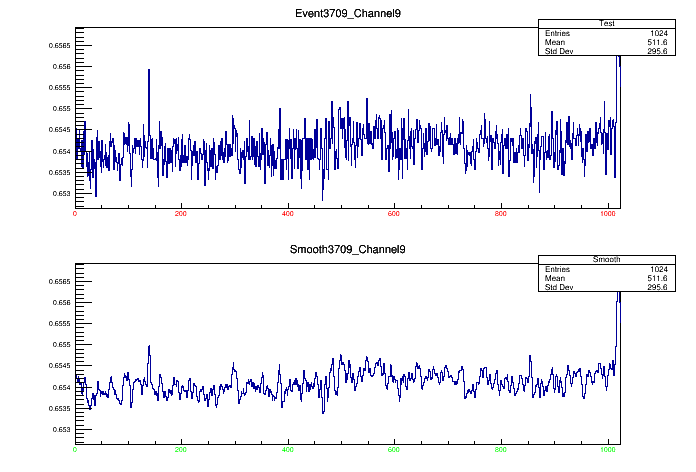 Event3709_Channel9
Test
Entries 1024
Mean 511.6
Std Dev 295.6
0.6565
0.656
0.6555
0.655
0.6545
0.654
0.6535
0.653
0 200 400 600 800 1000
Smooth3709_Channel9
Smooth
Entries 1024
Mean 511.6
Std Dev 295.6
0.6565
0.656
0.6555
0.655
0.6545
0.654
0.6535
0.653
0 200 400 600 800 1000